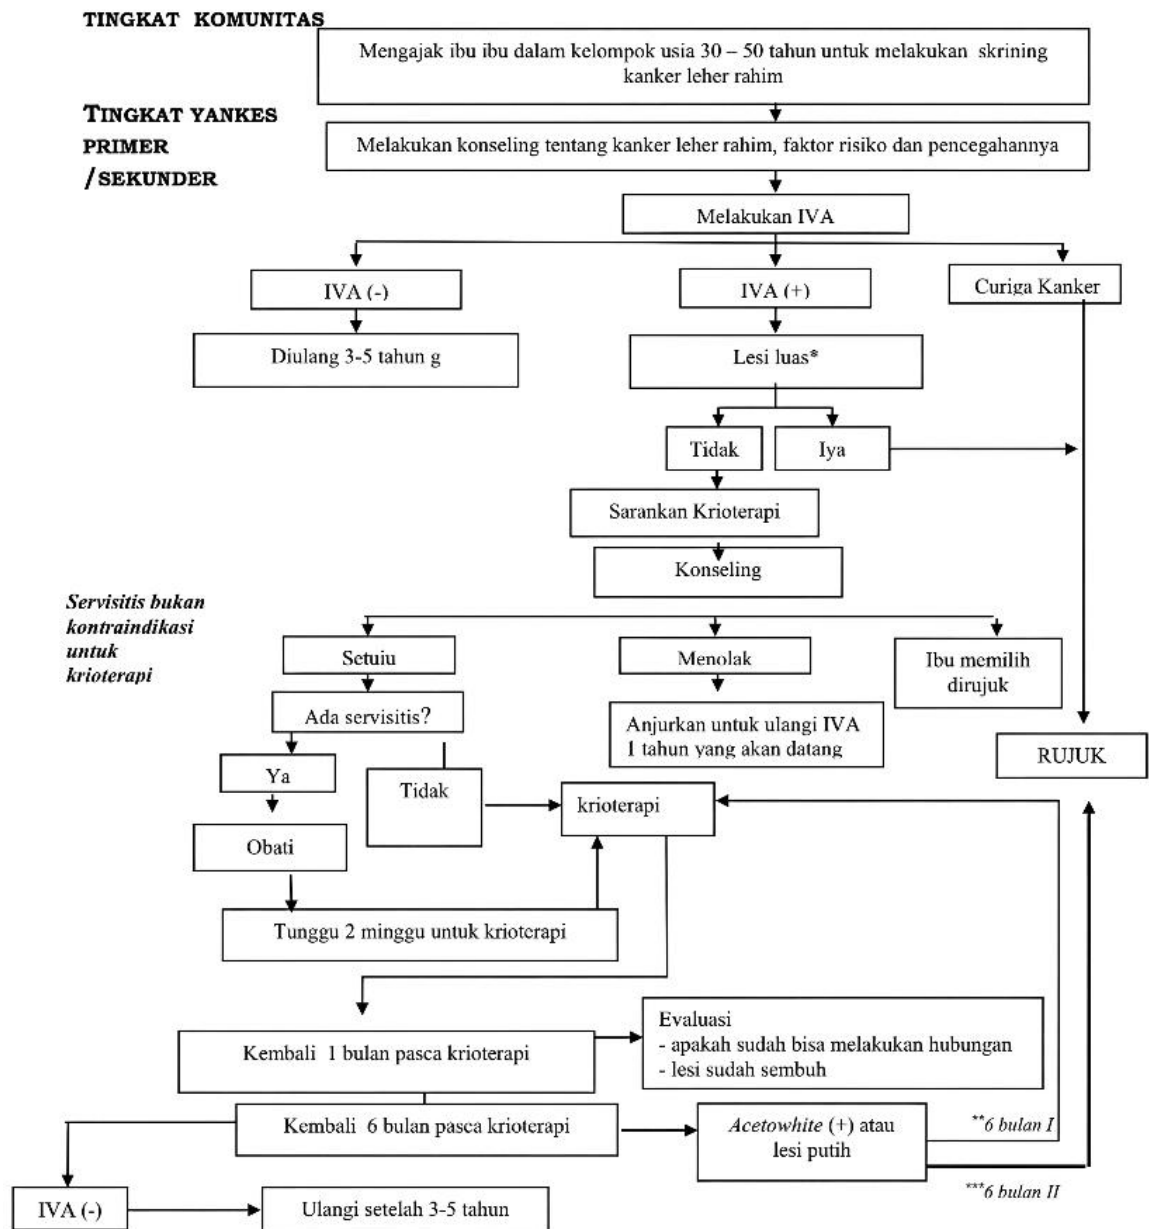 TINGKAT KOMUNITAS
Mengajak ibu ibu dalam kelompok usia 30 – 50 tahun untuk melakukan skrining
kanker leher rahim
TINGKAT YANKES
PRIMER
/SEKUNDER
Melakukan konseling tentang kanker leher rahim, faktor risiko dan pencegahannya
Melakukan IVA
IVA (-)
IVA (+)
Curiga Kanker
Diulang 3-5 tahun g
Lesi luas*
Tidak
Iya
Sarankan Krioterapi
Konseling
Servisitis bukan
kontraindikasi
untuk
krioterapi
Setuiu
Menolak
Ibu memilih
dirujuk
Ada servisitis?
Anjurkan untuk ulangi IVA
1 tahun yang akan datang
RUJUK
Ya
Tidak
krioterapi
Obati
Tunggu 2 minggu untuk krioterapi
Kembali 1 bulan pasca krioterapi
Evaluasi
- apakah sudah bisa melakukan hubungan
- lesi sudah sembuh
Kembali 6 bulan pasca krioterapi
Acetowhite (+) atau
lesi putih
**6 bulan I
***6 bulan II
IVA (-)
Ulangi setelah 3-5 tahun